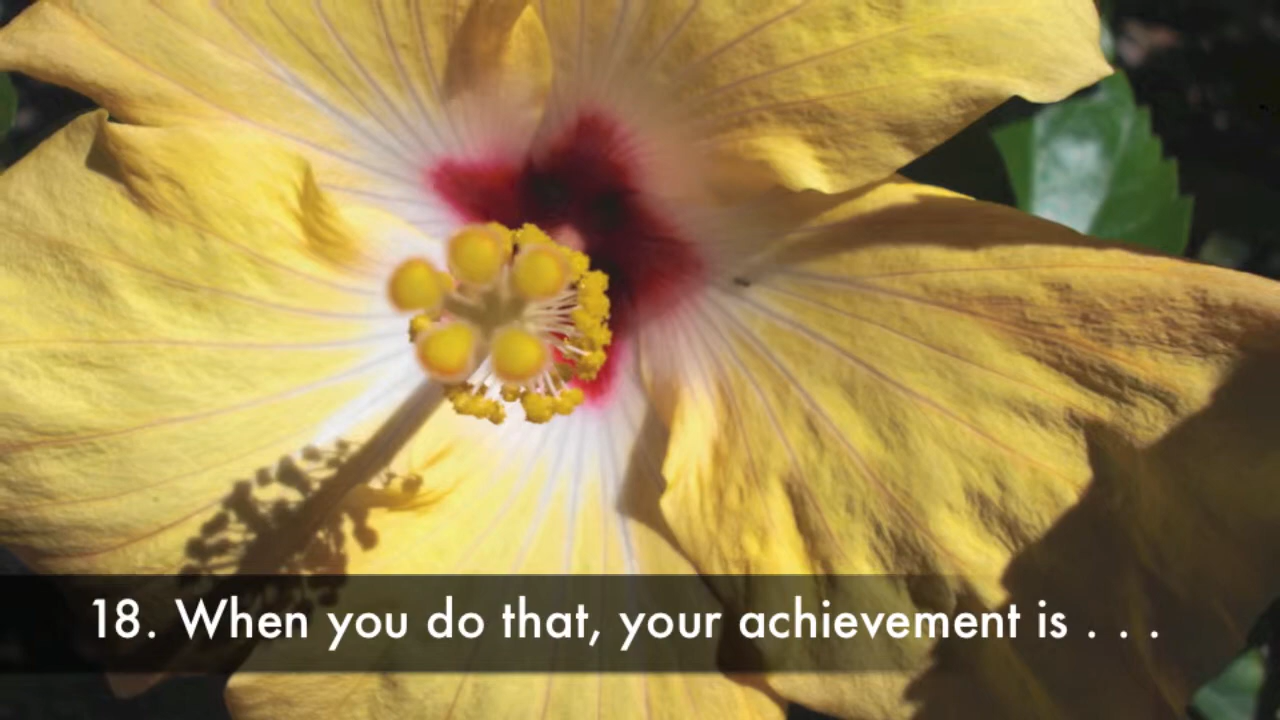 18. When you do that, your achievement is . . .